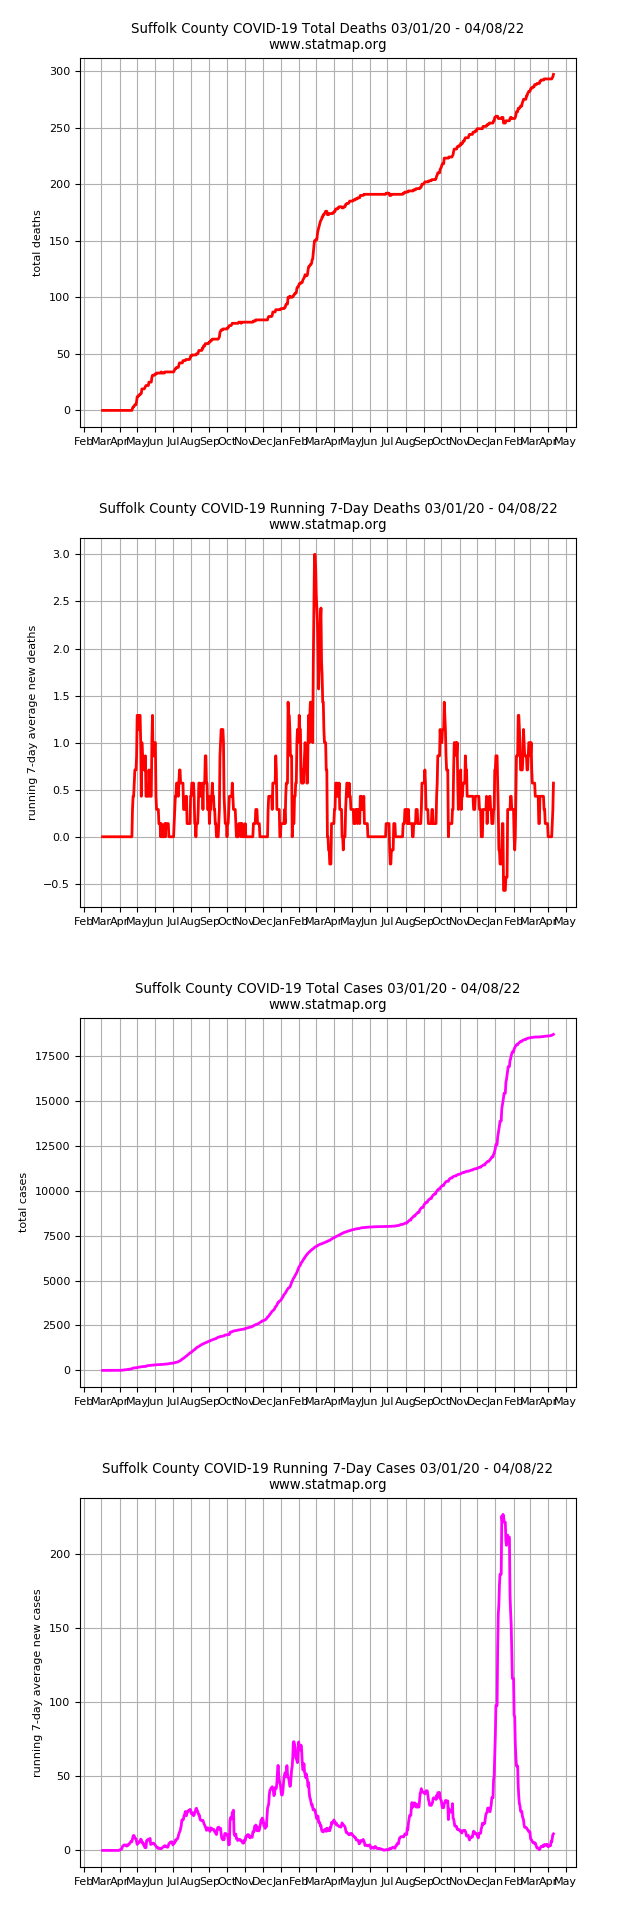 Suffolk County COVID-19 Total Deaths 03/01/20 - 04/08/22
www.statmap.org
300
250
200
150
100
50
0
total deaths
Feb Mar Apr May Jun Jul Aug Sep Oct Nov Dec Jan Feb Mar Apr May Jun Jul Aug Sep Oct Nov Dec Jan Feb Mar Apr May
Suffolk County COVID-19 Running 7-Day Deaths 03/01/20 - 04/08/22
www.statmap.org
3.0
2.5
2.0
1.5
1.0
0.5
0.0
−0.5
running 7-day average new deaths
Feb Mar Apr May Jun Jul Aug Sep Oct Nov Dec Jan Feb Mar Apr May Jun Jul Aug Sep Oct Nov Dec Jan Feb Mar Apr May
Suffolk County COVID-19 Total Cases 03/01/20 - 04/08/22
www.statmap.org
17500
15000
12500
10000
7500
5000
2500
0
total cases
Feb Mar Apr May Jun Jul Aug Sep Oct Nov Dec Jan Feb Mar Apr May Jun Jul Aug Sep Oct Nov Dec Jan Feb Mar Apr May
Suffolk County COVID-19 Running 7-Day Cases 03/01/20 - 04/08/22
www.statmap.org
200
150
100
50
0
running 7-day average new cases
Feb Mar Apr May Jun Jul Aug Sep Oct Nov Dec Jan Feb Mar Apr May Jun Jul Aug Sep Oct Nov Dec Jan Feb Mar Apr May